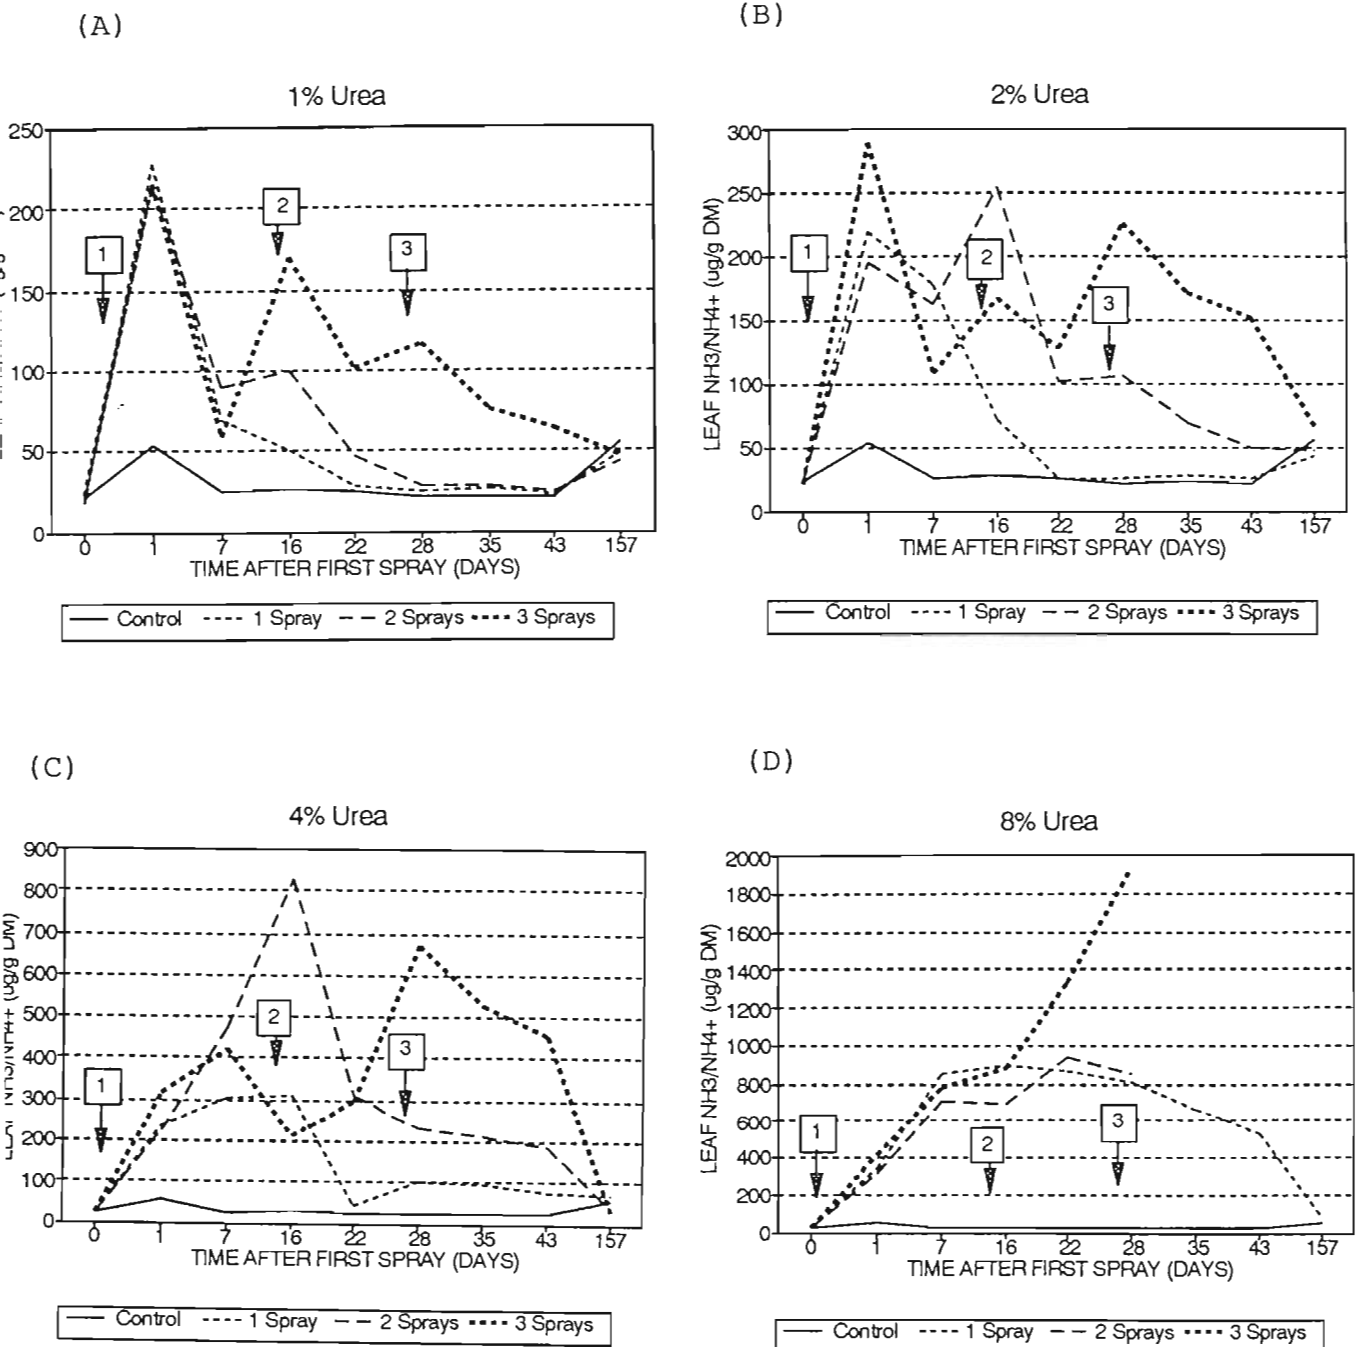 (A)
1% Urea
250
200
150
100
50
0
1
2
3
0 1 7 16 22 28 35 43 157
TIME AFTER FIRST SPRAY (DAYS)
Control 1 Spray 2 Sprays 3 Sprays
(B)
2% Urea
LEAF NH3/NH4+ (ug/g DM)
300
250
200
150
100
50
0
1
2
3
0 1 7 16 22 28 35 43 157
TIME AFTER FIRST SPRAY (DAYS)
Control 1 Spray 2 Sprays 3 Sprays
(C)
4% Urea
LEAF NH3/NH4+ (ug/g DM)
900
800
700
600
500
400
300
200
100
0
1
2
3
0 1 7 16 22 28 35 43 157
TIME AFTER FIRST SPRAY (DAYS)
Control 1 Spray 2 Sprays 3 Sprays
(D)
8% Urea
LEAF NH3/NH4+ (ug/g DM)
2000
1800
1600
1400
1200
1000
800
600
400
200
0
1
2
3
0 1 7 16 22 28 35 43 157
TIME AFTER FIRST SPRAY (DAYS)
Control 1 Spray 2 Sprays 3 Sprays